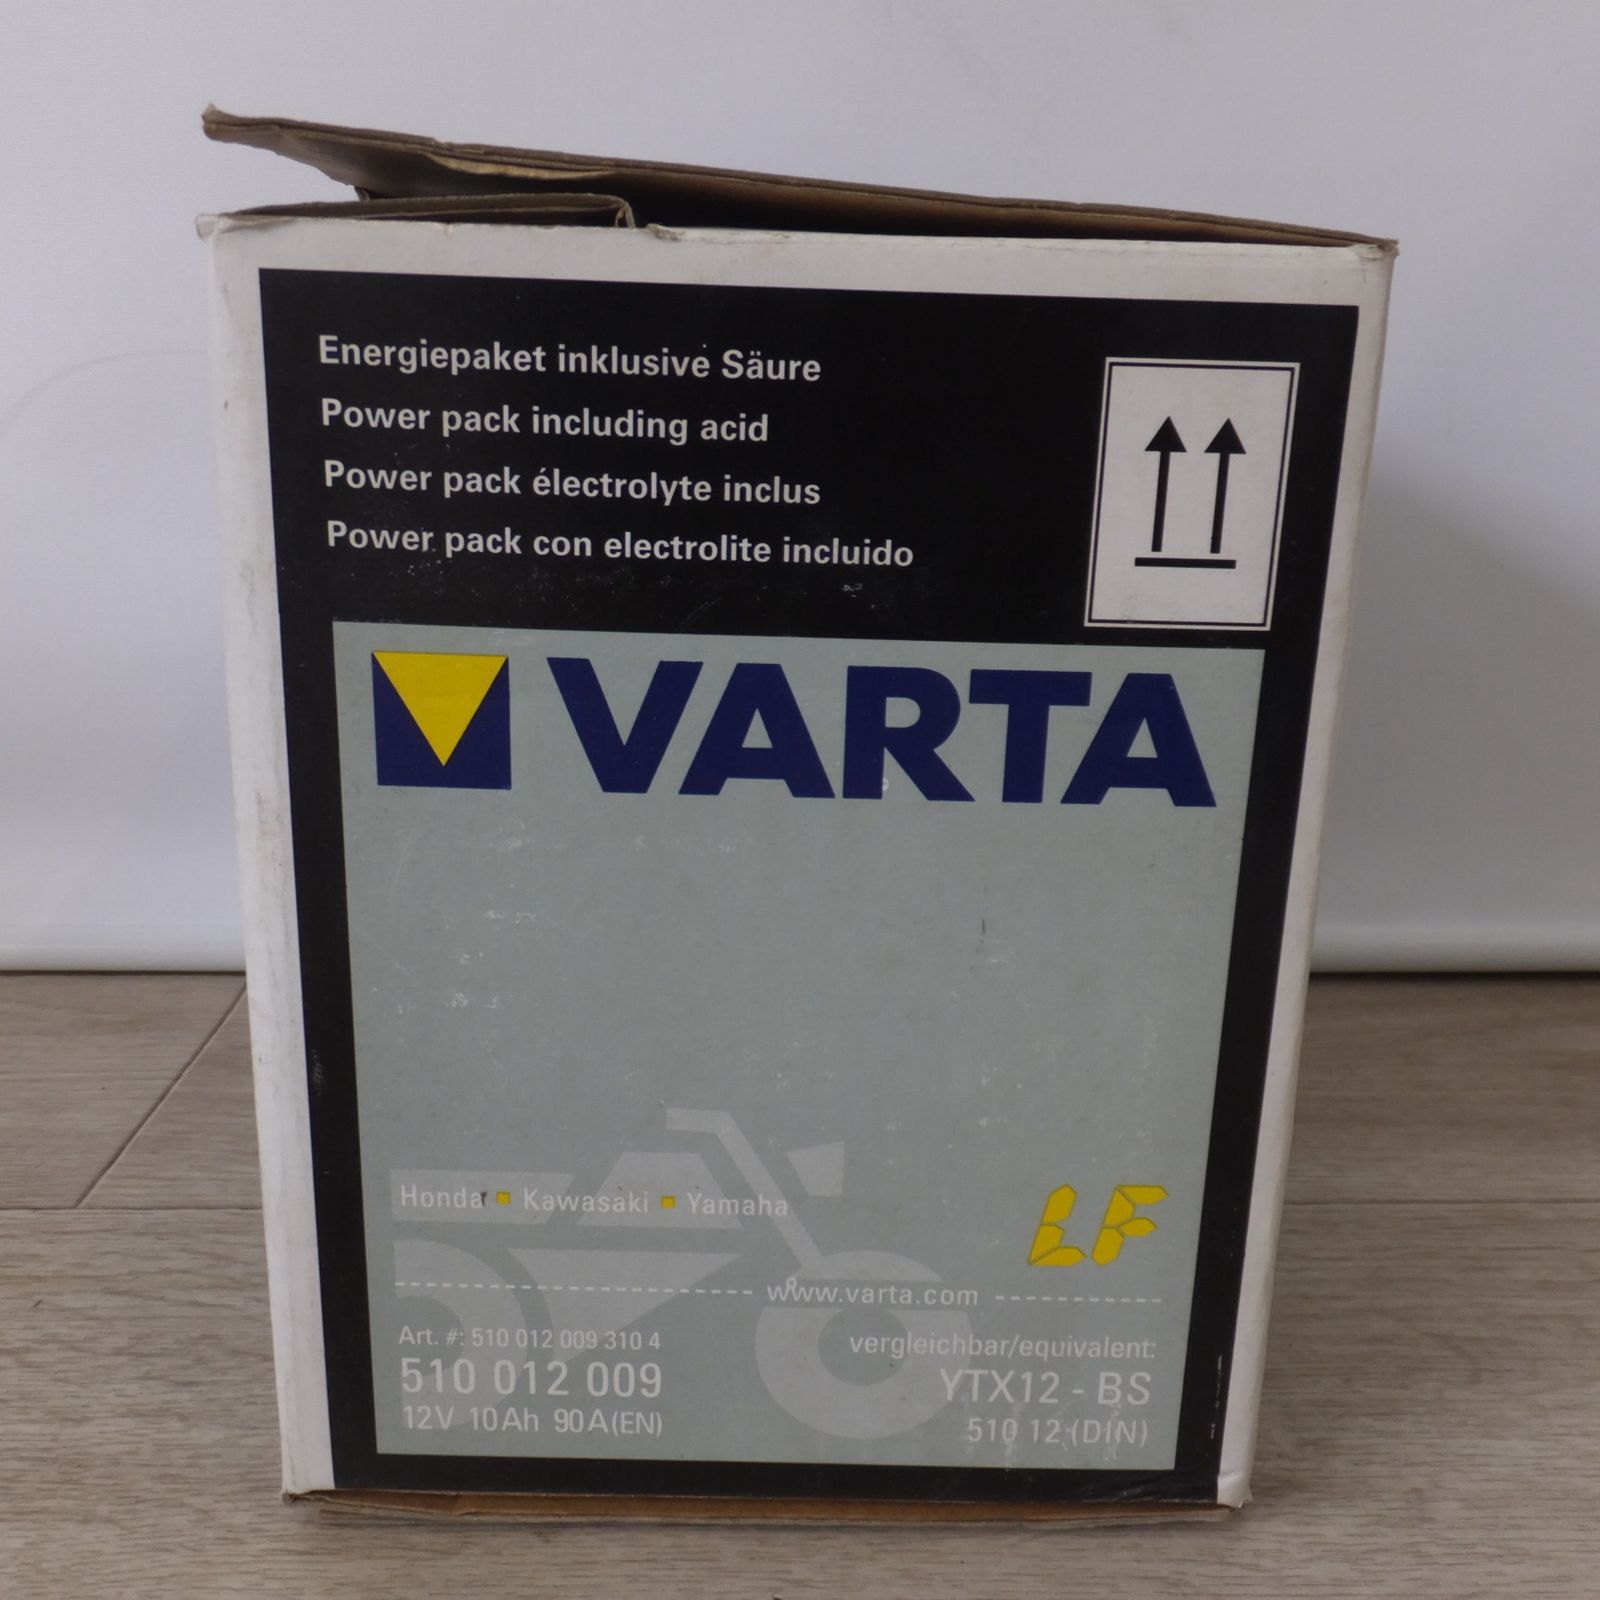 Energiepaket inklusive Säure
Power pack including acid
Power pack électrolyte inclus
Power pack con electrolite incluido
VARTA
Honda ▪ Kawasaki ▪ Yamaha
LF
www.varta.com
Art. #: 510 012 009 310 4
510 012 009
12V 10Ah 90A(EN)
vergleichbar/equivalent:
YTX12 - BS
510 12 (DIN)